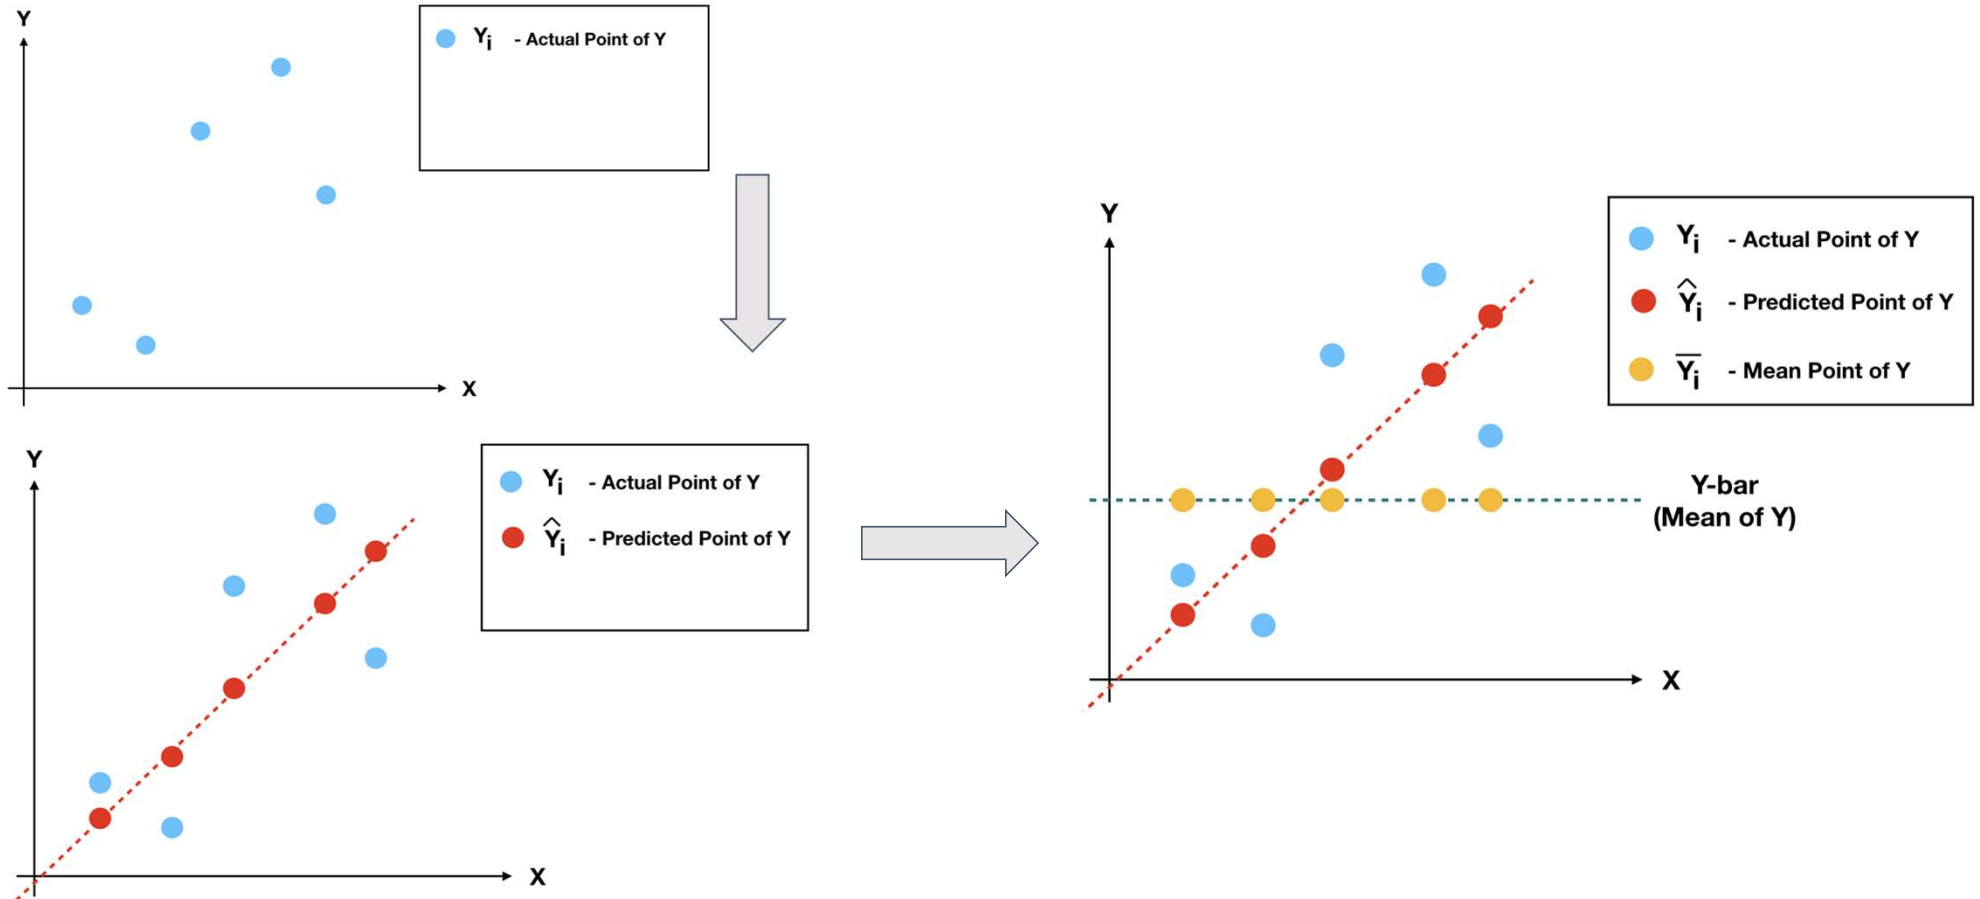 Y
Yi - Actual Point of Y
X
Y
Yi - Actual Point of Y
Ŷi - Predicted Point of Y
X
Y
Yi - Actual Point of Y
Ŷi - Predicted Point of Y
Y̅i - Mean Point of Y
Y-bar
(Mean of Y)
X